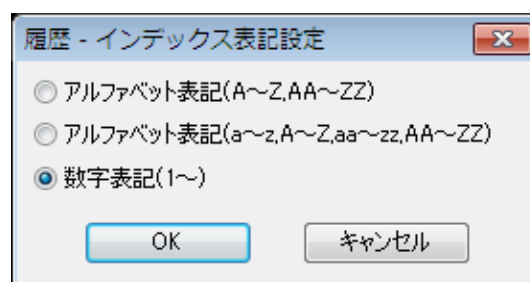 履歴 - インデックス表記設定
アルファベット表記(A～Z,AA～ZZ)
アルファベット表記(a～z,A～Z,aa～zz,AA～ZZ)
数字表記(1～)
OK キャンセル